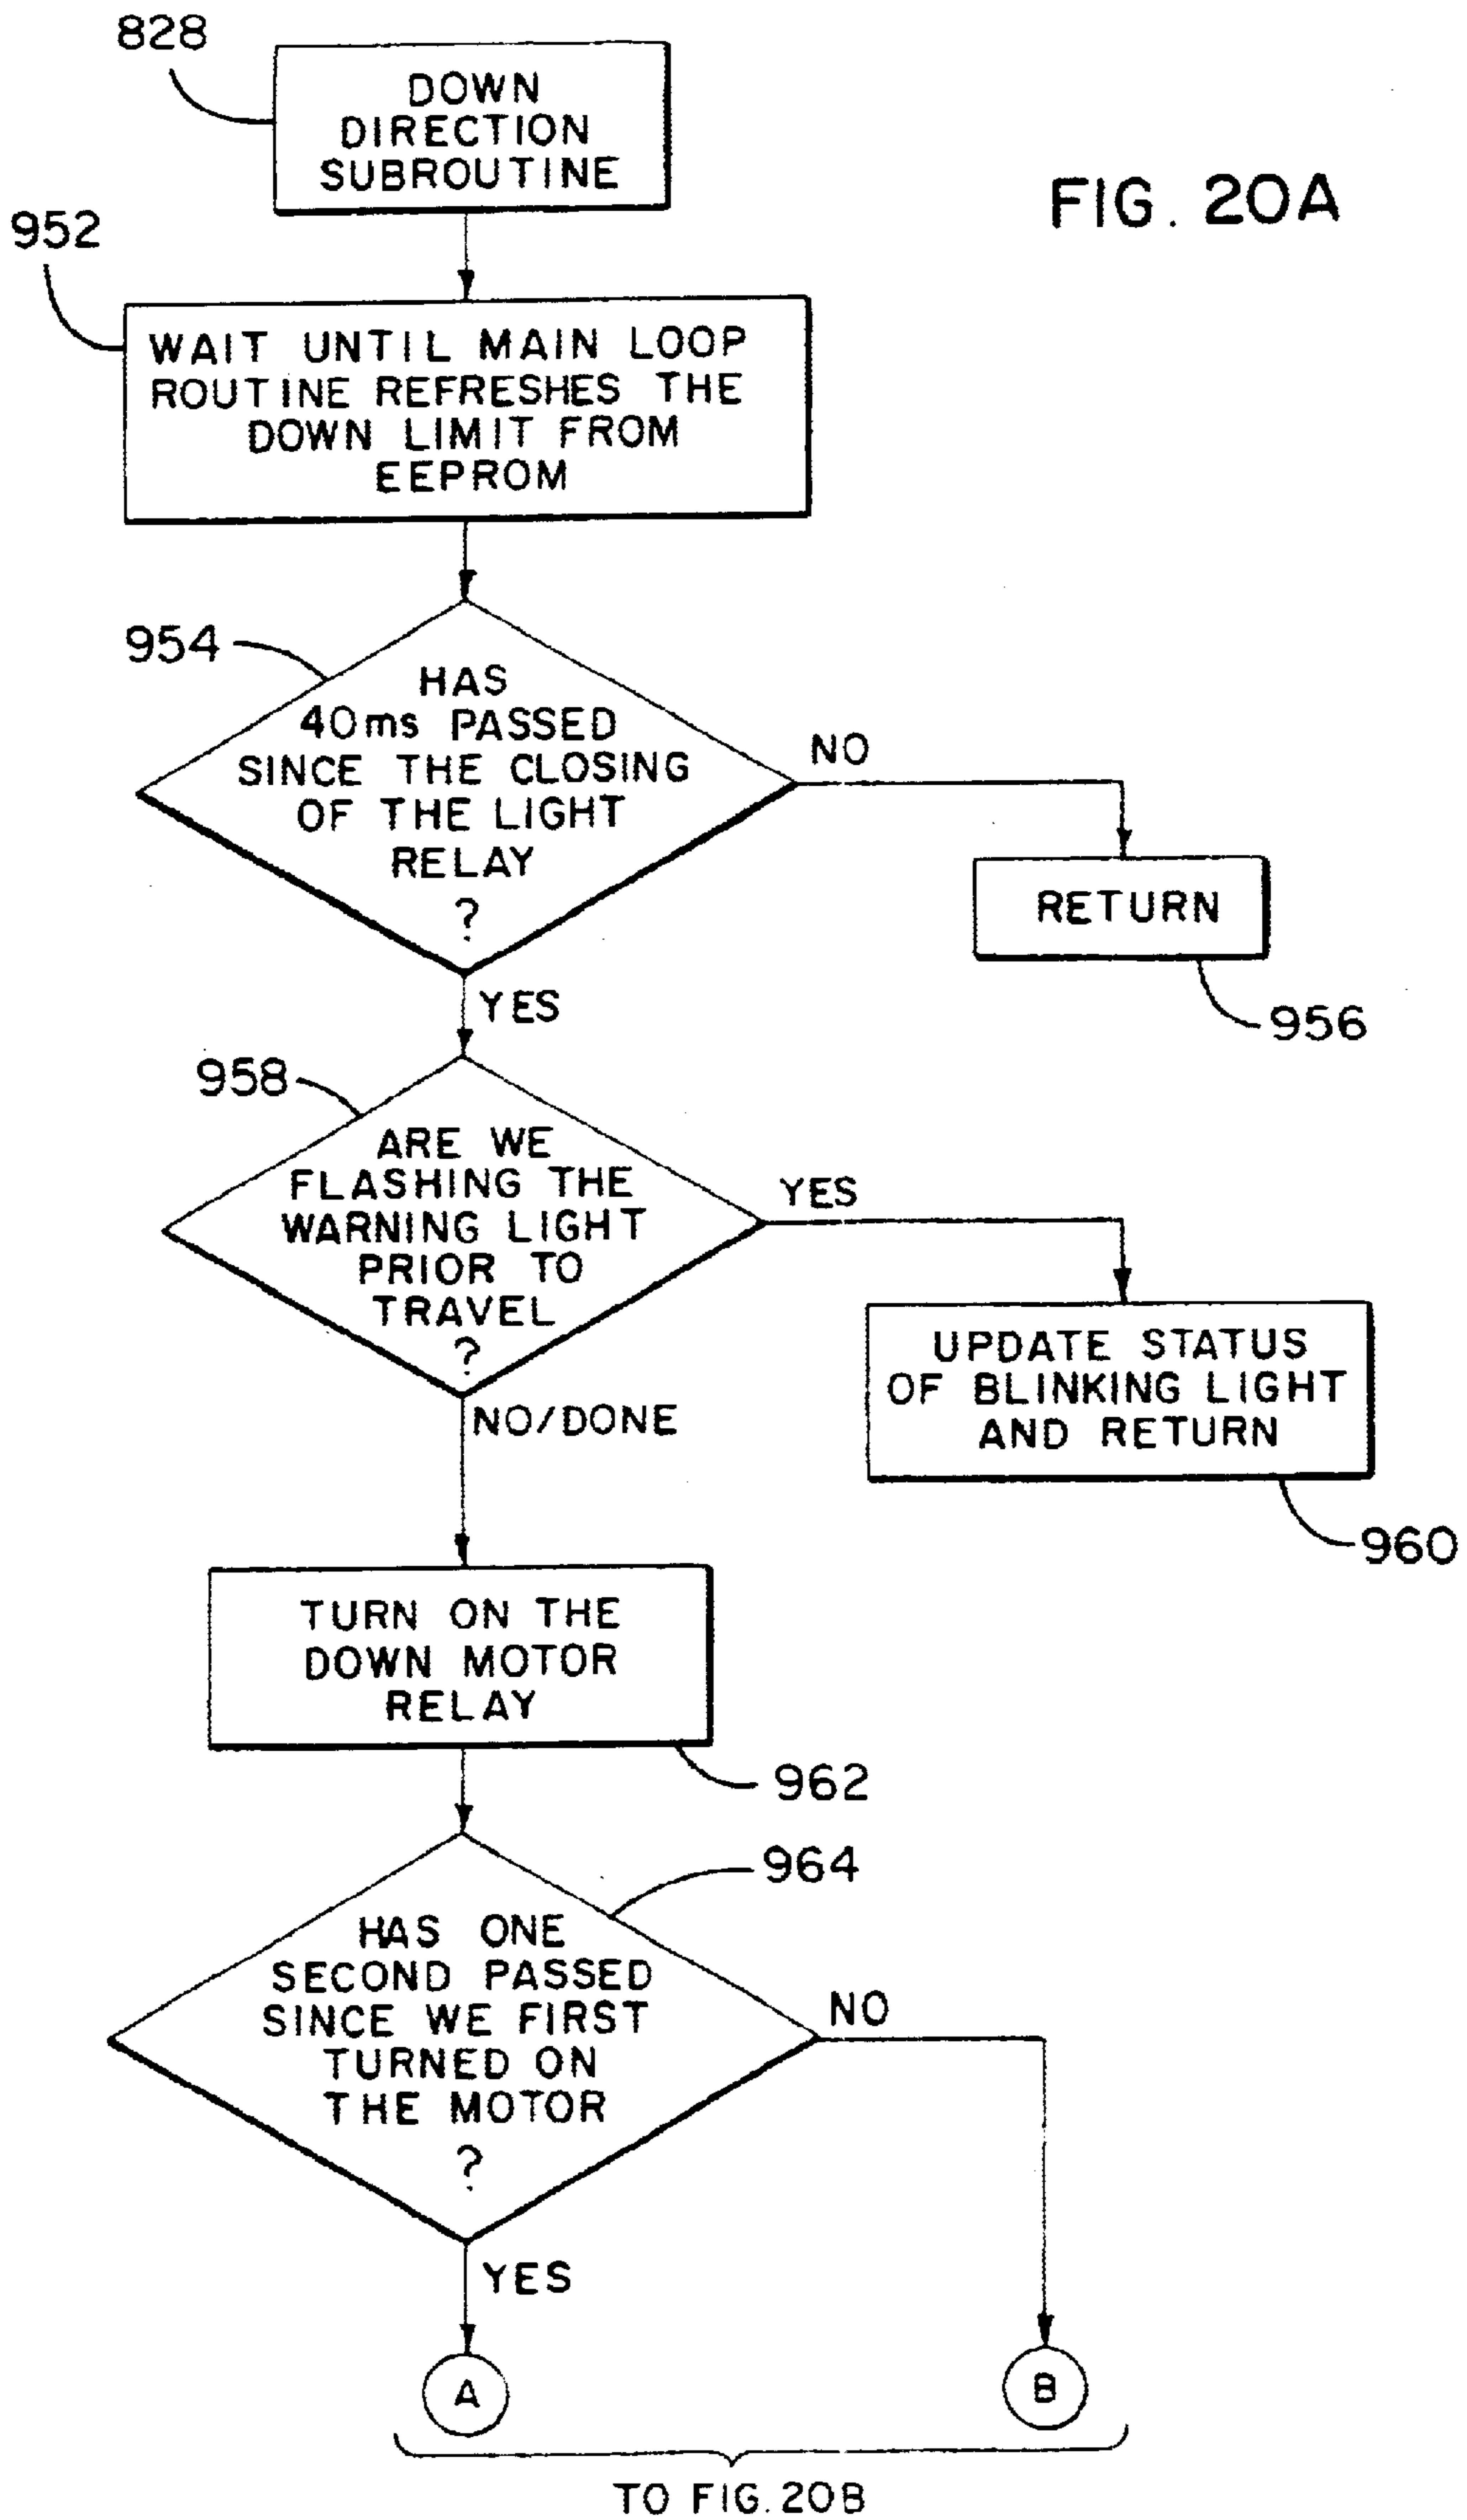 828
DOWN
DIRECTION
SUBROUTINE
FIG. 20A
952
WAIT UNTIL MAIN LOOP
ROUTINE REFRESHES THE
DOWN LIMIT FROM
EEPROM
954
HAS
40ms PASSED
SINCE THE CLOSING
OF THE LIGHT
RELAY
?
NO
RETURN
956
YES
958
ARE WE
FLASHING THE
WARNING LIGHT
PRIOR TO
TRAVEL
?
YES
UPDATE STATUS
OF BLINKING LIGHT
AND RETURN
960
NO/DONE
TURN ON THE
DOWN MOTOR
RELAY
962
964
HAS ONE
SECOND PASSED
SINCE WE FIRST
TURNED ON
THE MOTOR
?
NO
YES
A
B
TO FIG. 20B